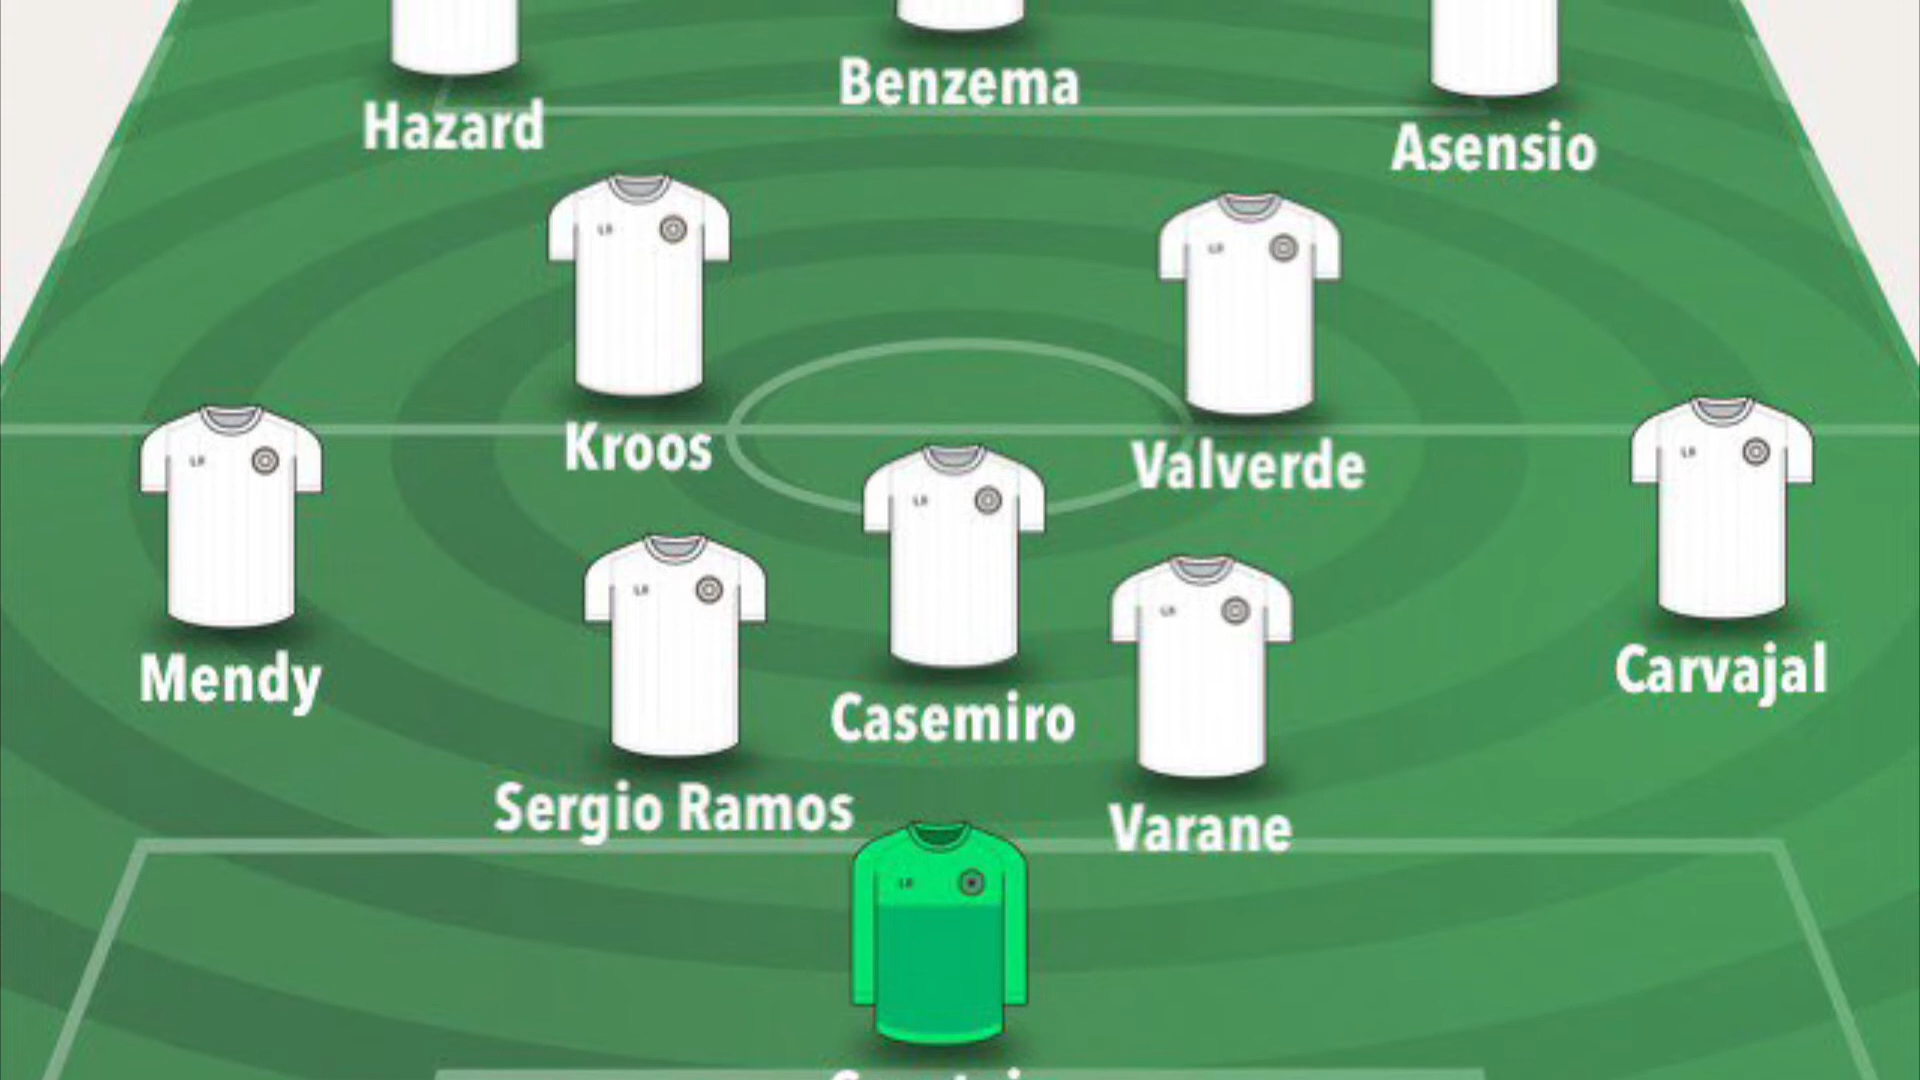 Benzema
Hazard
Asensio
Kroos
Valverde
Mendy
Carvajal
Casemiro
Sergio Ramos
Varane